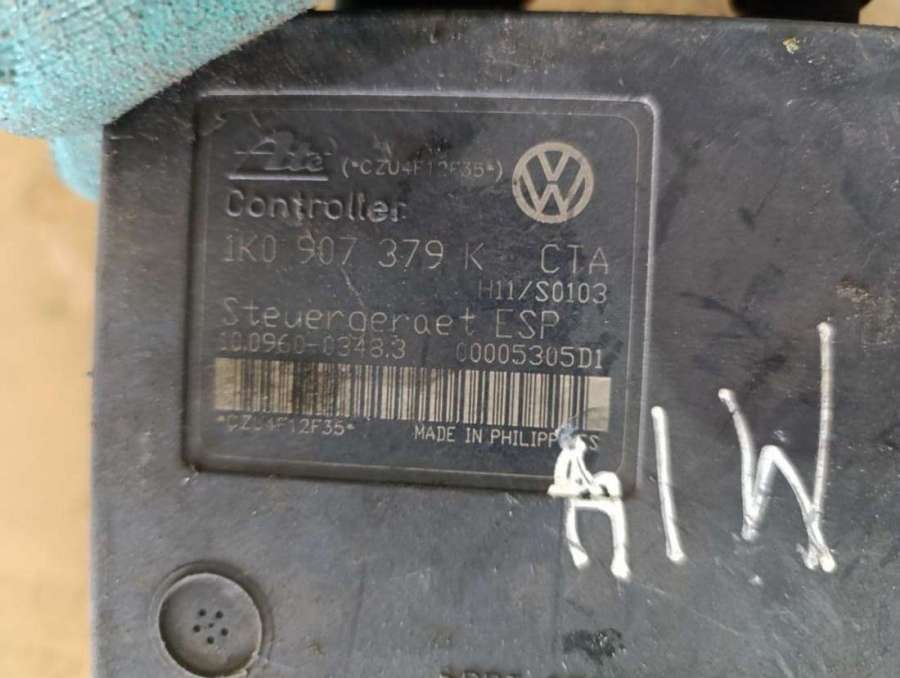 Ate (*CZU4F12F35*)
Controller
1K0 907 379 K CTA
H11/S0103
Steuergeraet ESP
10.0960-0348.3 00005305D1
*CZU4F12F35*
MADE IN PHILIPPINES